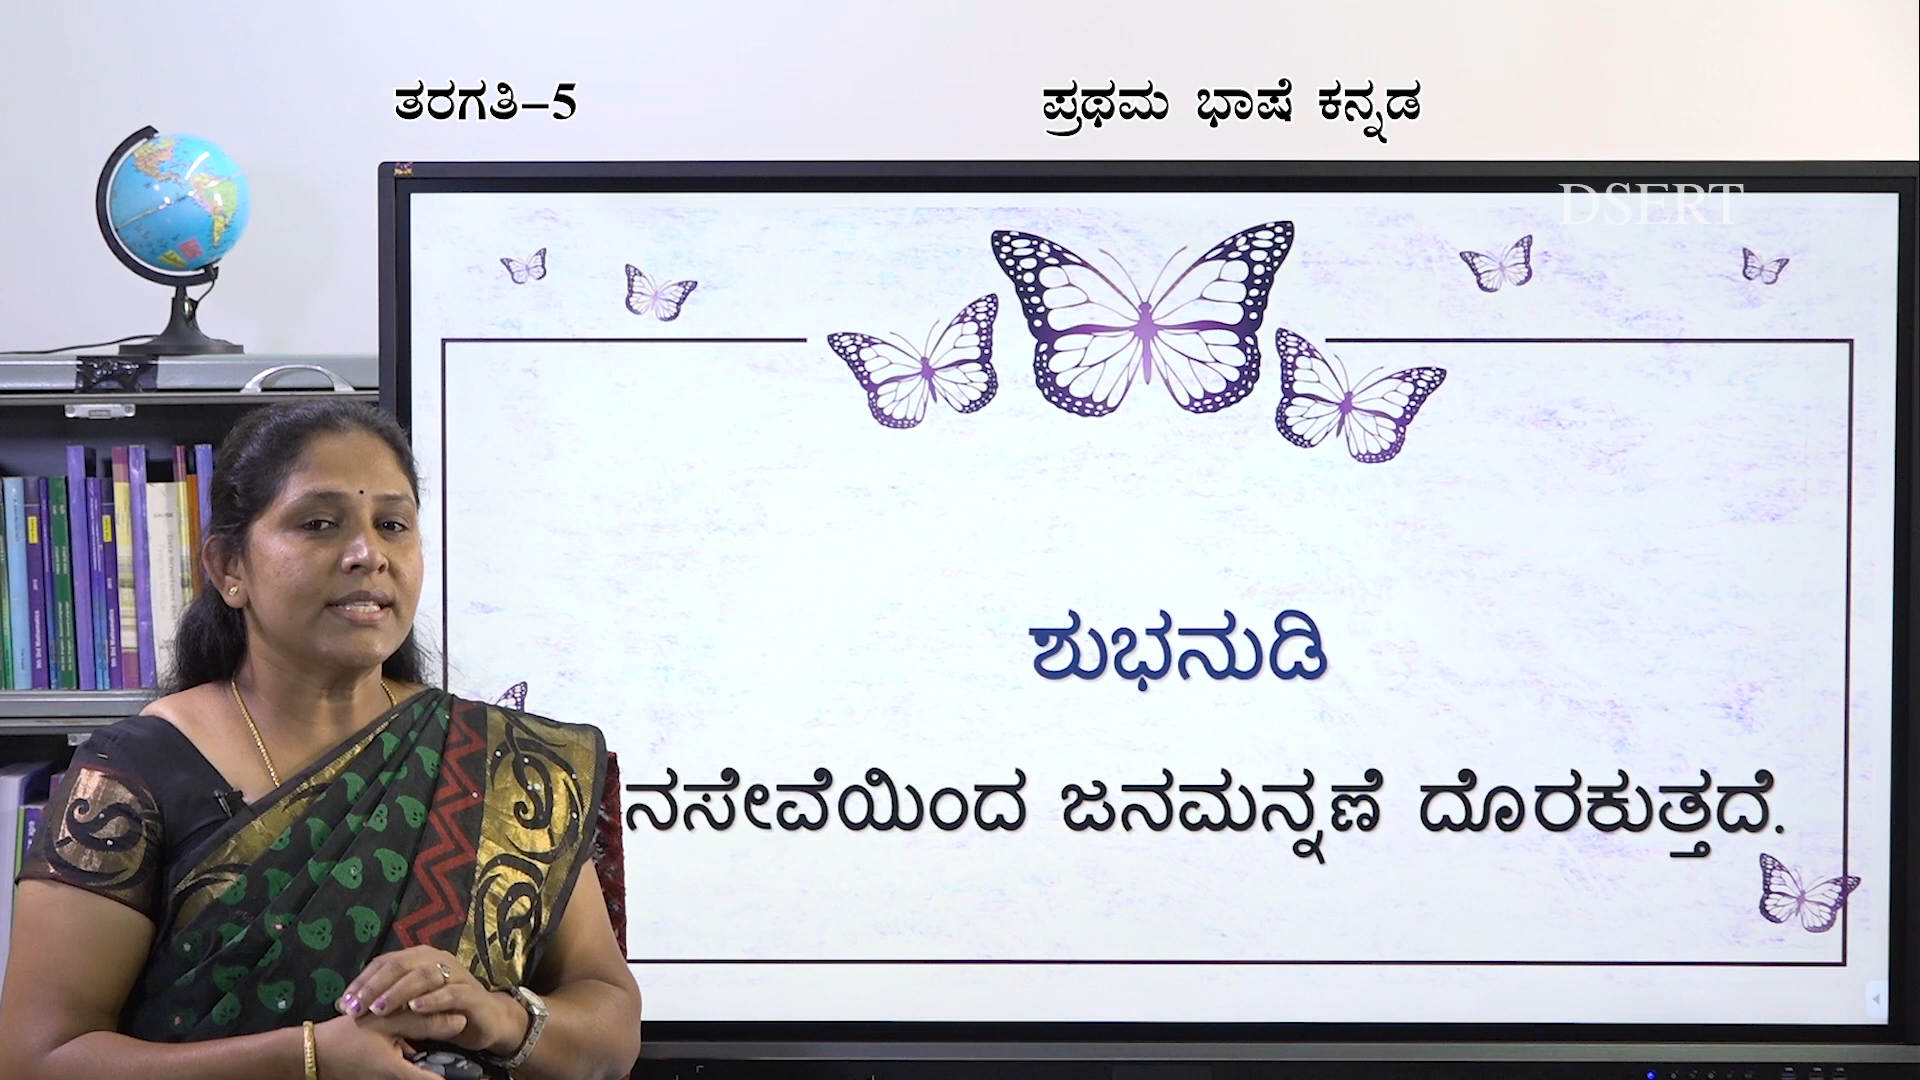 ತರಗತಿ–5 ಪ್ರಥಮ ಭಾಷೆ ಕನ್ನಡ
DSERT
ಶುಭನುಡಿ
ನಸೇವೆಯಿಂದ ಜನಮನ್ನಣೆ ದೊರಕುತ್ತದೆ.